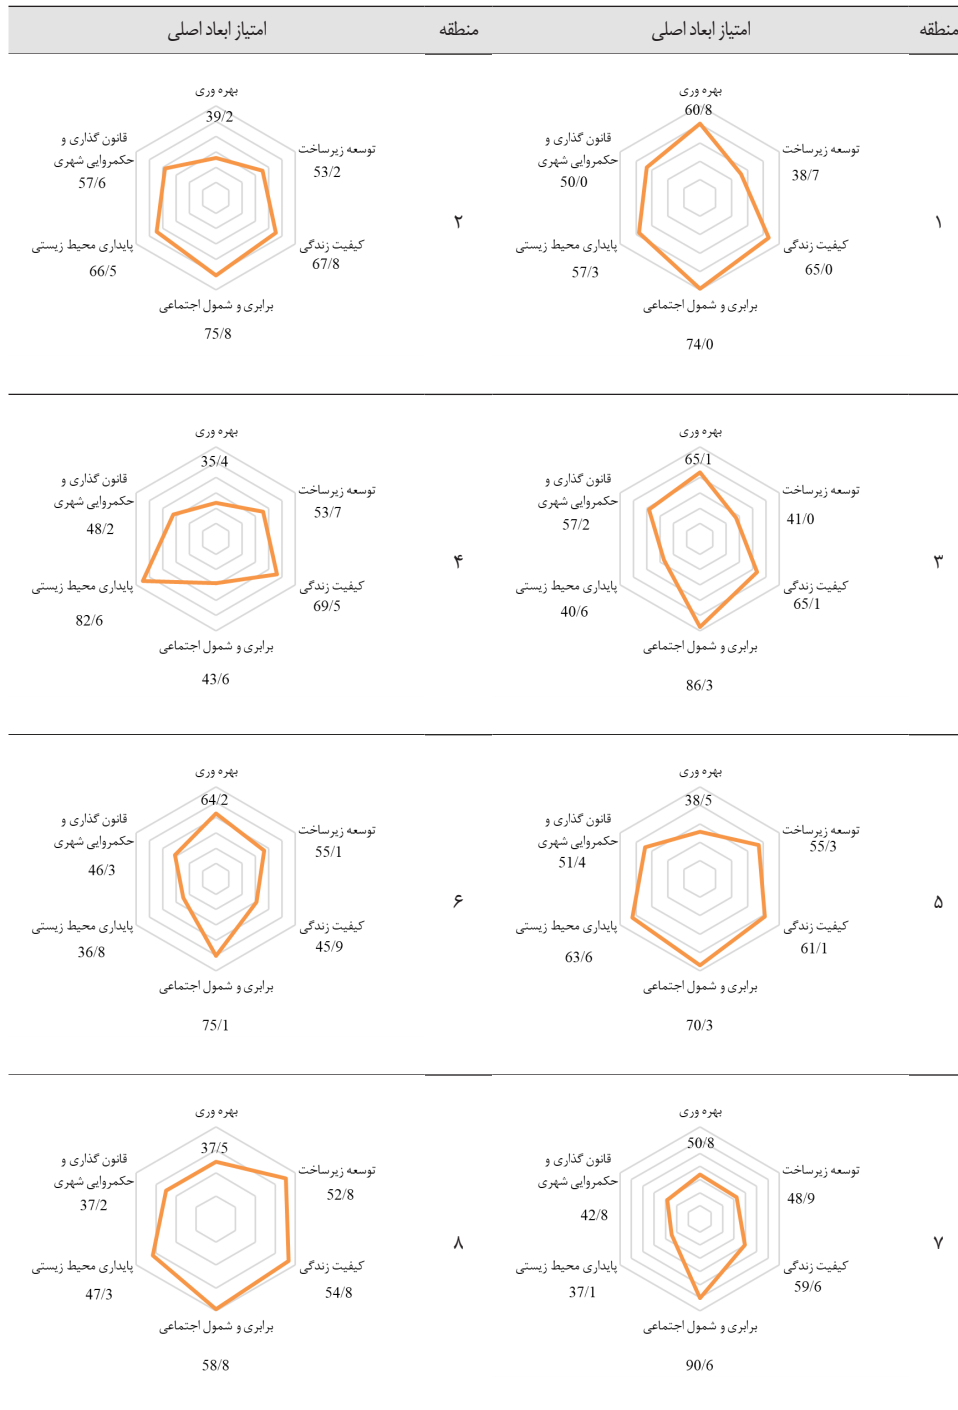 منطقه
امتیاز ابعاد اصلی
منطقه
امتیاز ابعاد اصلی
۱
بهره وری
60/8
توسعه زیرساخت
38/7
کیفیت زندگی
65/0
برابری و شمول اجتماعی
74/0
پایداری محیط زیستی
57/3
قانون گذاری و
حکمروایی شهری
50/0
۲
بهره وری
39/2
توسعه زیرساخت
53/2
کیفیت زندگی
67/8
برابری و شمول اجتماعی
75/8
پایداری محیط زیستی
66/5
قانون گذاری و
حکمروایی شهری
57/6
۳
بهره وری
65/1
توسعه زیرساخت
41/0
کیفیت زندگی
65/1
برابری و شمول اجتماعی
86/3
پایداری محیط زیستی
40/6
قانون گذاری و
حکمروایی شهری
57/2
۴
بهره وری
35/4
توسعه زیرساخت
53/7
کیفیت زندگی
69/5
برابری و شمول اجتماعی
43/6
پایداری محیط زیستی
82/6
قانون گذاری و
حکمروایی شهری
48/2
۵
بهره وری
38/5
توسعه زیرساخت
55/3
کیفیت زندگی
61/1
برابری و شمول اجتماعی
70/3
پایداری محیط زیستی
63/6
قانون گذاری و
حکمروایی شهری
51/4
۶
بهره وری
64/2
توسعه زیرساخت
55/1
کیفیت زندگی
45/9
برابری و شمول اجتماعی
75/1
پایداری محیط زیستی
36/8
قانون گذاری و
حکمروایی شهری
46/3
۷
بهره وری
50/8
توسعه زیرساخت
48/9
کیفیت زندگی
59/6
برابری و شمول اجتماعی
90/6
پایداری محیط زیستی
37/1
قانون گذاری و
حکمروایی شهری
42/8
۸
بهره وری
37/5
توسعه زیرساخت
52/8
کیفیت زندگی
54/8
برابری و شمول اجتماعی
58/8
پایداری محیط زیستی
47/3
قانون گذاری و
حکمروایی شهری
37/2